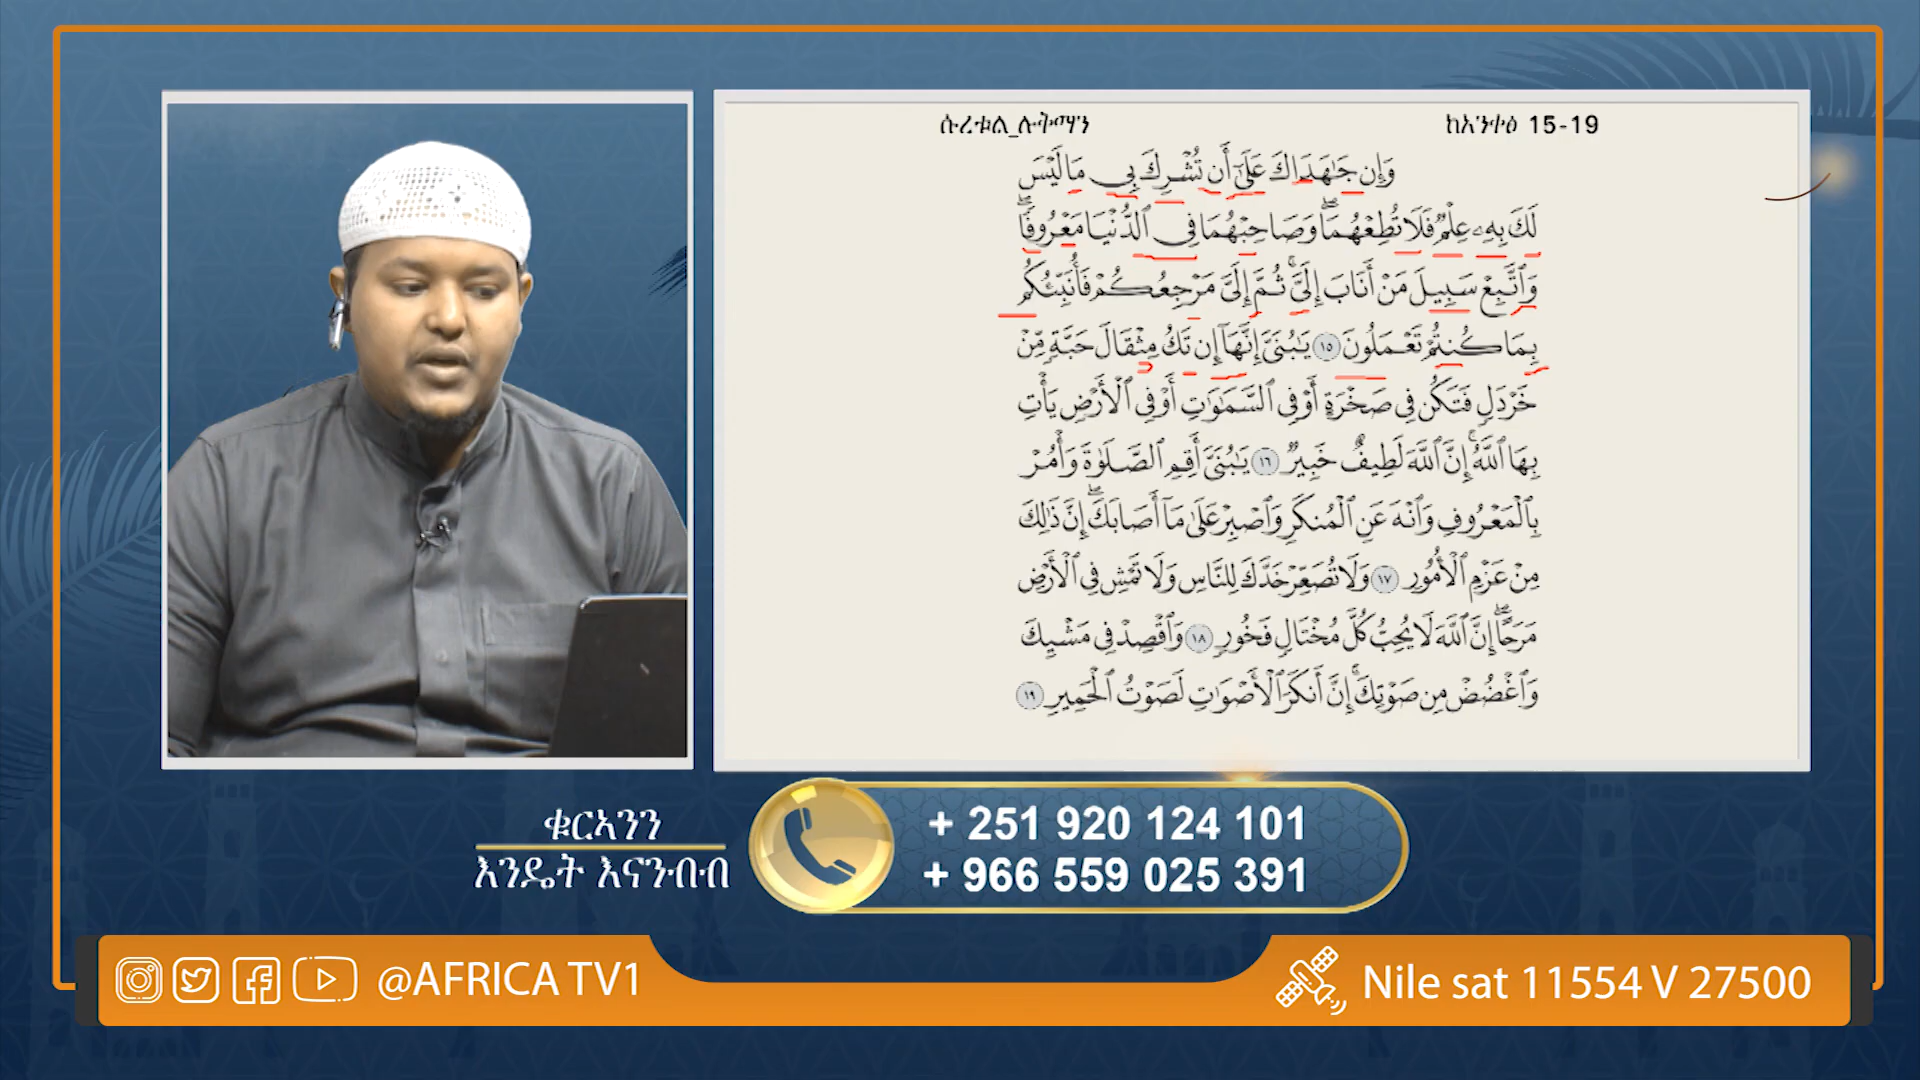 ሱረቱል_ሉቅማን
ከአንቀፅ 15-19
وَإِن جَٰهَدَاكَ عَلَىٰٓ أَن تُشْرِكَ بِى مَا لَيْسَ
لَكَ بِهِۦ عِلْمٌ فَلَا تُطِعْهُمَا ۖ وَصَاحِبْهُمَا فِى ٱلدُّنْيَا مَعْرُوفًا ۖ
وَٱتَّبِعْ سَبِيلَ مَنْ أَنَابَ إِلَىَّ ۚ ثُمَّ إِلَىَّ مَرْجِعُكُمْ فَأُنَبِّئُكُم
بِمَا كُنتُمْ تَعْمَلُونَ ١٥ يَٰبُنَىَّ إِنَّهَآ إِن تَكُ مِثْقَالَ حَبَّةٍ مِّنْ
خَرْدَلٍ فَتَكُن فِى صَخْرَةٍ أَوْ فِى ٱلسَّمَٰوَٰتِ أَوْ فِى ٱلْأَرْضِ يَأْتِ
بِهَا ٱللَّهُ ۚ إِنَّ ٱللَّهَ لَطِيفٌ خَبِيرٌ ١٦ يَٰبُنَىَّ أَقِمِ ٱلصَّلَوٰةَ وَأْمُرْ
بِٱلْمَعْرُوفِ وَٱنْهَ عَنِ ٱلْمُنكَرِ وَٱصْبِرْ عَلَىٰ مَآ أَصَابَكَ ۖ إِنَّ ذَٰلِكَ
مِنْ عَزْمِ ٱلْأُمُورِ ١٧ وَلَا تُصَعِّرْ خَدَّكَ لِلنَّاسِ وَلَا تَمْشِ فِى ٱلْأَرْضِ
مَرَحًا ۖ إِنَّ ٱللَّهَ لَا يُحِبُّ كُلَّ مُخْتَالٍ فَخُورٍ ١٨ وَٱقْصِدْ فِى مَشْيِكَ
وَٱغْضُضْ مِن صَوْتِكَ ۚ إِنَّ أَنكَرَ ٱلْأَصْوَٰتِ لَصَوْتُ ٱلْحَمِيرِ ١٩
ቁርኣንን
እንዴት እናንብብ
+ 251 920 124 101
+ 966 559 025 391
@AFRICA TV1
Nile sat 11554 V 27500